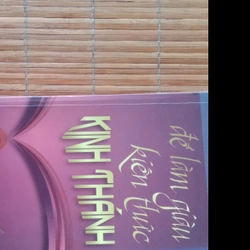 để làm giàu
kiến thức
KINH THÁNH